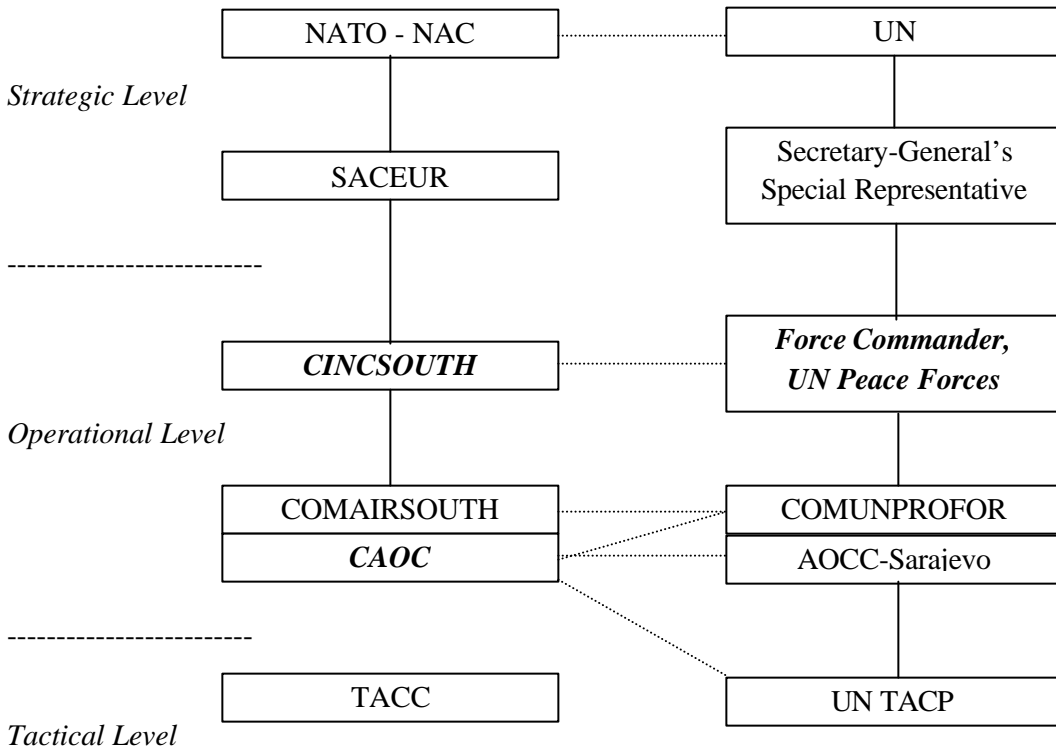 NATO - NAC
UN
Strategic Level
SACEUR
Secretary-General’s
Special Representative
--------------------------
CINCSOUTH
Force Commander,
UN Peace Forces
Operational Level
COMAIRSOUTH
COMUNPROFOR
CAOC
AOCC-Sarajevo
-------------------------
TACC
UN TACP
Tactical Level